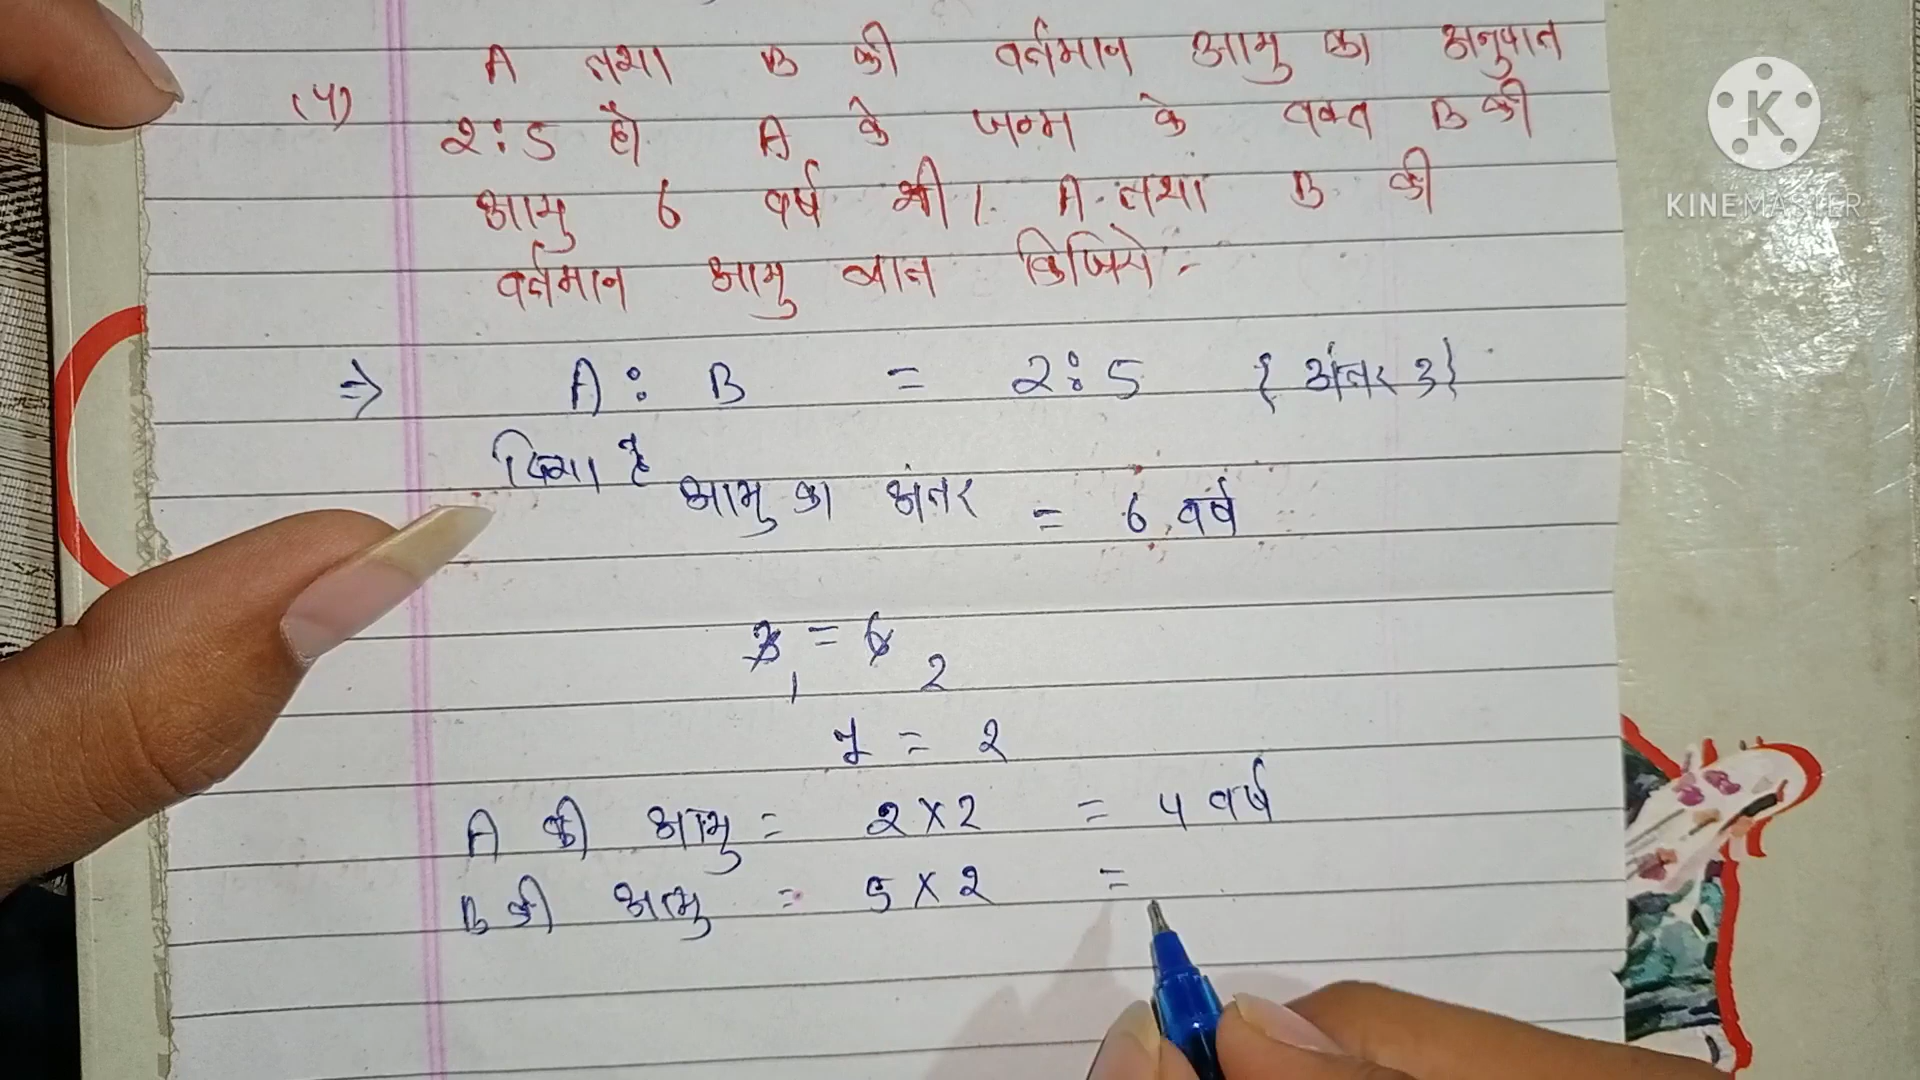 (4) A तथा B की वर्तमान आयु का अनुपात
2:5 है। A के जन्म के वक्त B की
आयु 6 वर्ष थी। A तथा B की
वर्तमान आयु ज्ञात किजिये -
⇒ A : B = 2:5 { अंतर 3}
दिया है
आयु का अंतर = 6 वर्ष
3 = 6
1 2
1 = 2
A की आयु = 2 × 2 = 4 वर्ष
B की आयु = 5 × 2 =
K
KINEMASTER